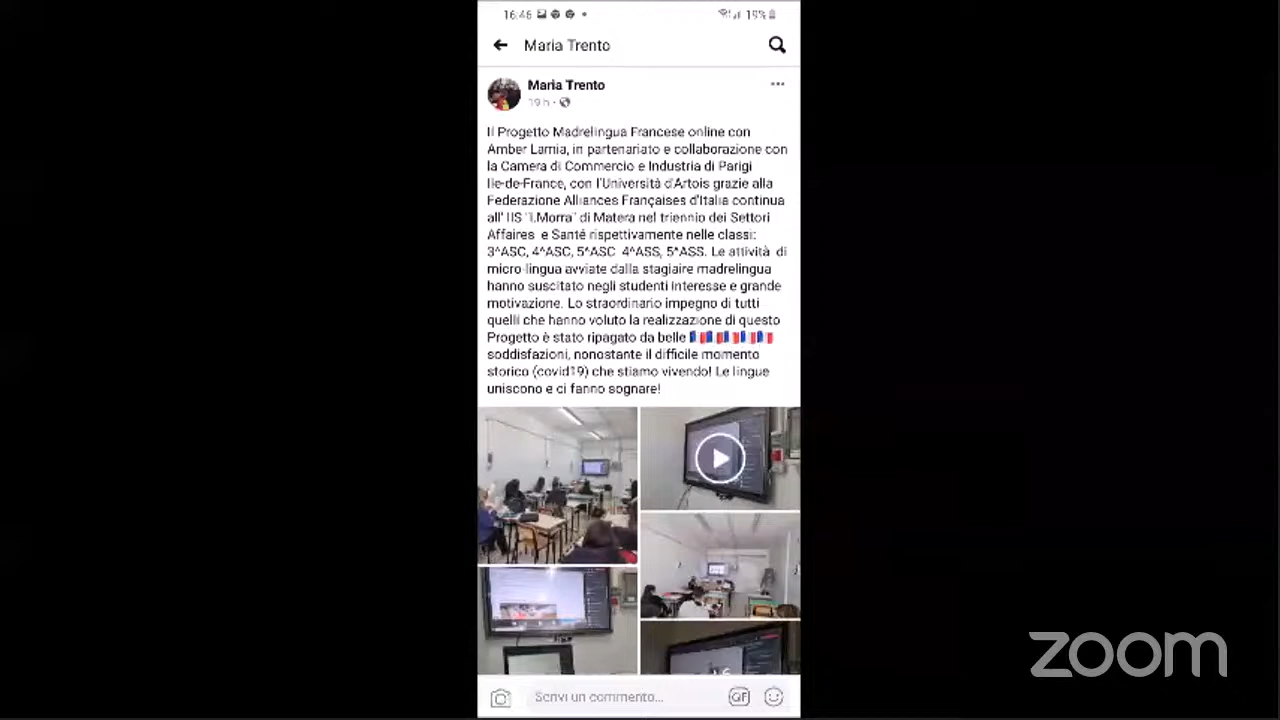 16:46
19%
Maria Trento
Maria Trento
19 h
Il Progetto Madrelingua Francese online con
Amber Lamia, in partenariato e collaborazione con
la Camera di Commercio e Industria di Parigi
Ile-de-France, con l'Università d'Artois grazie alla
Federazione Alliances Françaises d'Italia continua
all' IIS "I.Morra" di Matera nel triennio dei Settori
Affaires e Santé rispettivamente nelle classi:
3^ASC, 4^ASC, 5^ASC 4^ASS, 5^ASS. Le attività di
micro-lingua avviate dalla stagiaire madrelingua
hanno suscitato negli studenti interesse e grande
motivazione. Lo straordinario impegno di tutti
quelli che hanno voluto la realizzazione di questo
Progetto è stato ripagato da belle 🇫🇷🇫🇷🇫🇷🇫🇷
soddisfazioni, nonostante il difficile momento
storico (covid19) che stiamo vivendo! Le lingue
uniscono e ci fanno sognare!
Scrivi un commento...
GIF
zoom